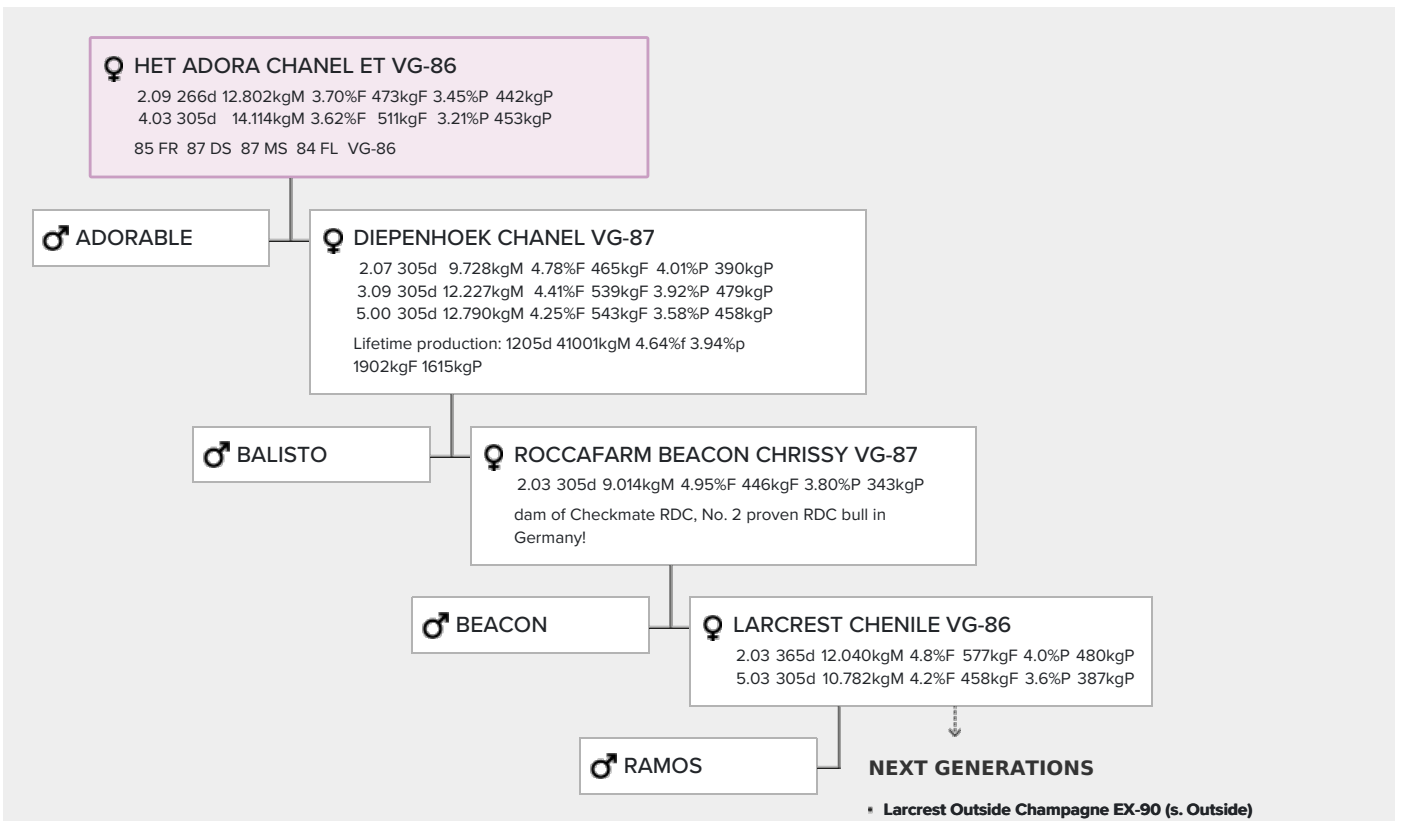 HET ADORA CHANEL ET VG-86
2.09 266d 12.802kgM 3.70%F 473kgF 3.45%P 442kgP
4.03 305d 14.114kgM 3.62%F 511kgF 3.21%P 453kgP
85 FR 87 DS 87 MS 84 FL VG-86
ADORABLE
DIEPENHOEK CHANEL VG-87
2.07 305d 9.728kgM 4.78%F 465kgF 4.01%P 390kgP
3.09 305d 12.227kgM 4.41%F 539kgF 3.92%P 479kgP
5.00 305d 12.790kgM 4.25%F 543kgF 3.58%P 458kgP
Lifetime production: 1205d 41001kgM 4.64%f 3.94%p
1902kgF 1615kgP
BALISTO
ROCCAFARM BEACON CHRISSY VG-87
2.03 305d 9.014kgM 4.95%F 446kgF 3.80%P 343kgP
dam of Checkmate RDC, No. 2 proven RDC bull in
Germany!
BEACON
LARCREST CHENILE VG-86
2.03 365d 12.040kgM 4.8%F 577kgF 4.0%P 480kgP
5.03 305d 10.782kgM 4.2%F 458kgF 3.6%P 387kgP
RAMOS
NEXT GENERATIONS
▪ Larcrest Outside Champagne EX-90 (s. Outside)